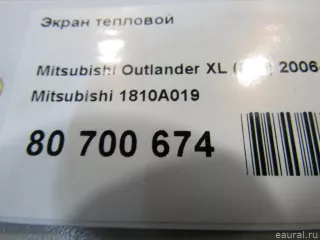 Экран тепловой
Mitsubishi Outlander XL 2006
Mitsubishi 1810A019
80 700 674
eaural.ru